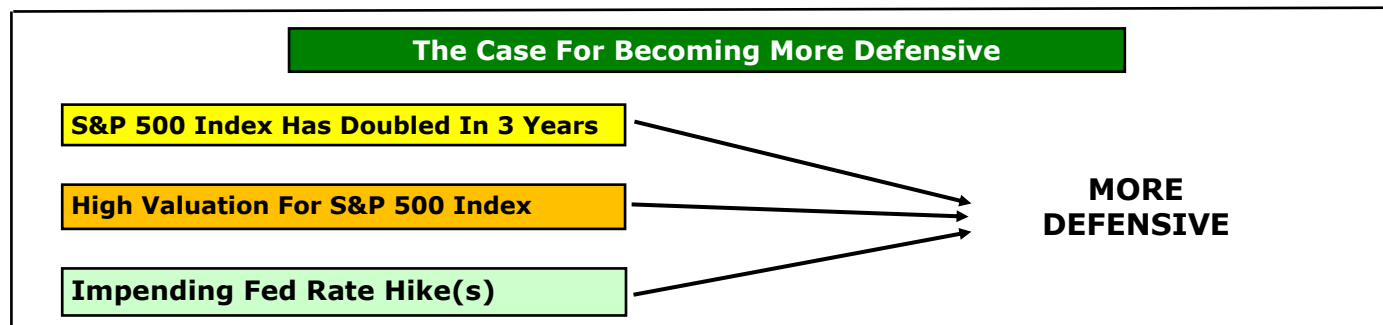 The Case For Becoming More Defensive
S&P 500 Index Has Doubled In 3 Years
High Valuation For S&P 500 Index
Impending Fed Rate Hike(s)
MORE
DEFENSIVE